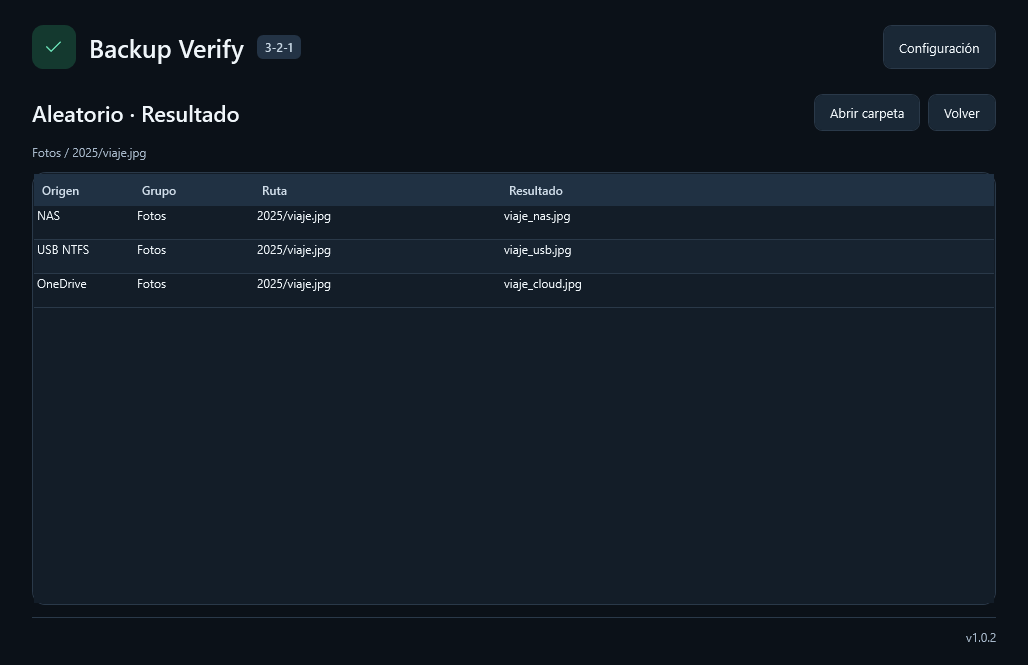 Backup Verify 3-2-1 Configuración
Aleatorio · Resultado Abrir carpeta Volver
Fotos / 2025/viaje.jpg
Origen Grupo Ruta Resultado
NAS Fotos 2025/viaje.jpg viaje_nas.jpg
USB NTFS Fotos 2025/viaje.jpg viaje_usb.jpg
OneDrive Fotos 2025/viaje.jpg viaje_cloud.jpg
v1.0.2